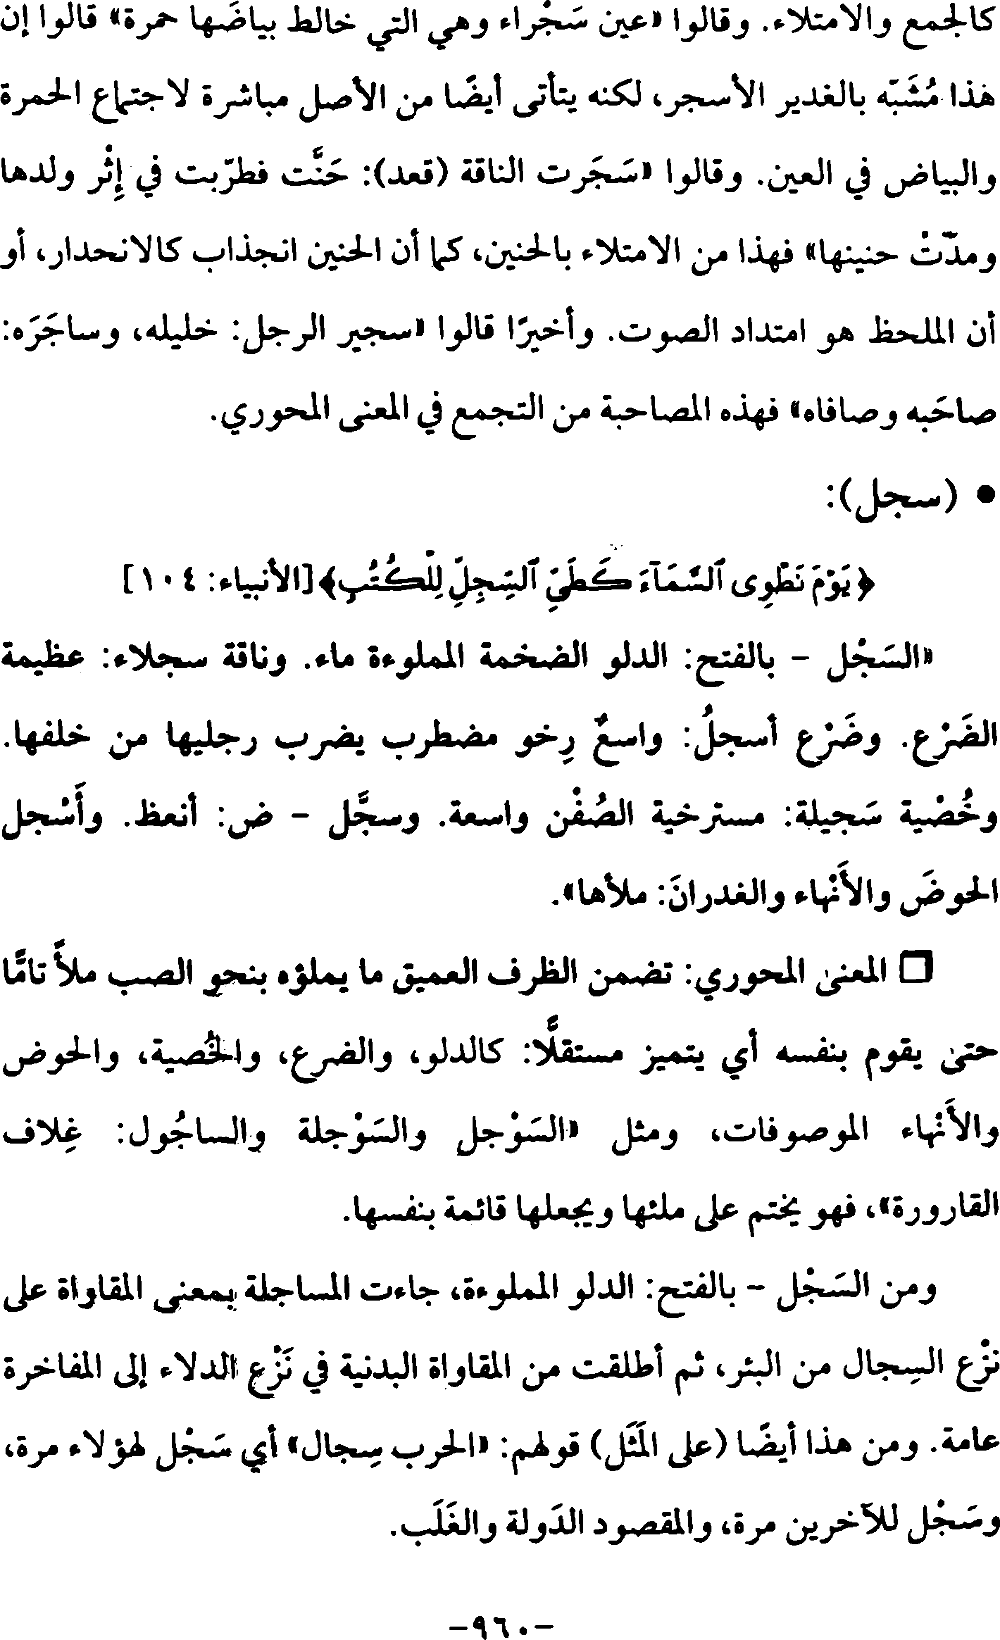 كالجمع والامتلاء. وقالوا «عين سَجْراء وهي التي خالط بياضَها حمرة» قالوا إن
هٰذا مُشَبّه بالغدير الأسجر، لكنه يتأتى أيضًا من الأصل مباشرة لاجتماع الحمرة
والبياض في العين. وقالوا «سَجَرت الناقة (قعد): حَنَّت فطرّبت في إِثْر ولدها
ومدّتْ حنينها» فهذا من الامتلاء بالحنين، كما أن الحنين انجذاب كالانحدار، أو
أن الملحظ هو امتداد الصوت. وأخيرًا قالوا «سجير الرجل: خليله، وساجَرَه:
صاحَبه وصافاه» فهذه المصاحبة من التجمع في المعنى المحوري.
• (سجل):
﴿يَوْمَ نَطْوِى ٱلسَّمَآءَ كَطَيِّ ٱلسِّجِلِّ لِلْكُتُبِ﴾[الأنبياء: ١٠٤]
«السَجْل - بالفتح: الدلو الضخمة المملوءة ماء. وناقة سجلاء: عظيمة
الضَرْع. وضَرْع أسجلُ: واسعٌ رِخو مضطرب يضرب رجليها من خلفها.
وخُصْية سَجيلة: مسترخية الصُفْن واسعة. وسجَّل - ض: أنعظ. وأَسْجل
الحوضَ والأَنْهاء والغدرانَ: ملأها».
❒ المعنى المحوري: تضمن الظرف العميق ما يملؤه بنحو الصب ملأً تامًّا
حتى يقوم بنفسه أي يتميز مستقلًّا: كالدلو، والضرع، والخُصية، والحوض
والأَنْهاء الموصوفات، ومثل «السَوْجل والسَوْجلة والساجُول: غِلاف
القارورة»، فهو يختم على ملئها ويجعلها قائمة بنفسها.
ومن السَجْل - بالفتح: الدلو المملوءة، جاءت المساجلة بمعنى المقاواة على
نزْع السِجال من البئر، ثم أطلقت من المقاواة البدنية في نَزْع الدلاء إلى المفاخرة
عامة. ومن هذا أيضًا (على المَثَل) قولهم: «الحرب سِجال» أي سَجْل لهؤلاء مرة،
وسَجْل للآخرين مرة، والمقصود الدَولة والغَلَب.
-٩٦٠-